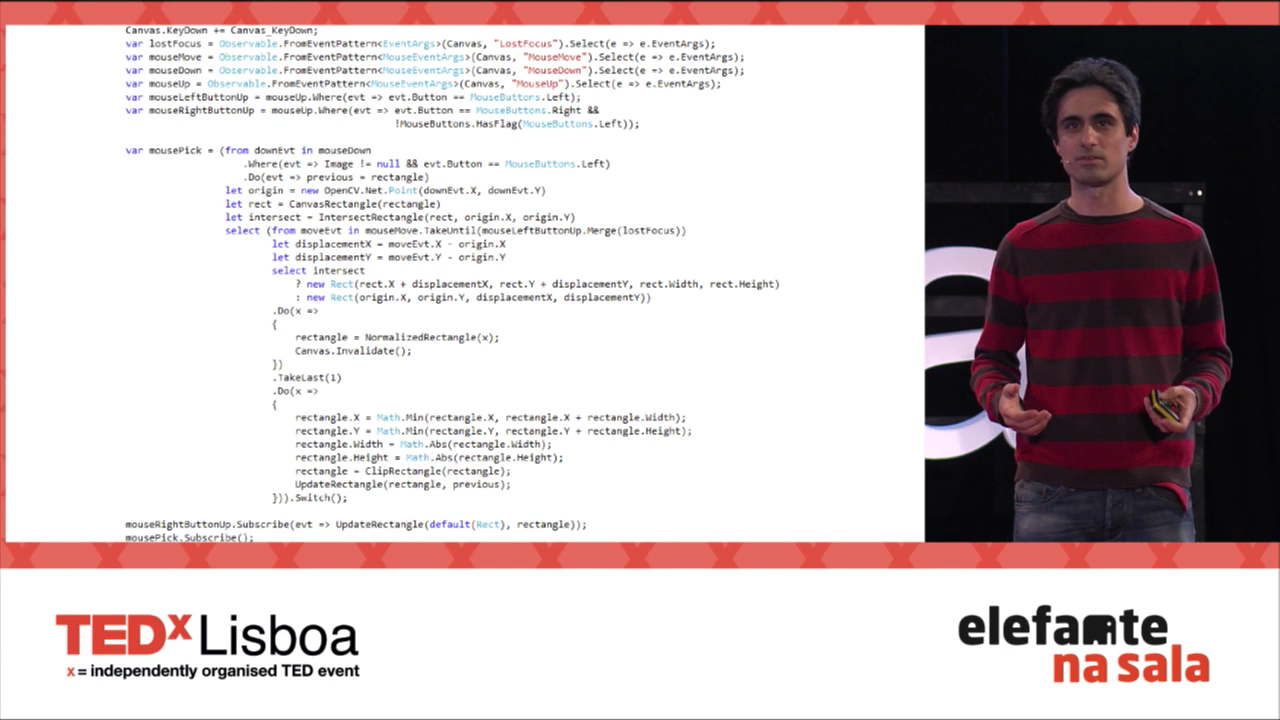 Canvas.KeyDown += Canvas_KeyDown;
var lostFocus = Observable.FromEventPattern<EventArgs>(Canvas, "LostFocus").Select(e => e.EventArgs);
var mouseMove = Observable.FromEventPattern<MouseEventArgs>(Canvas, "MouseMove").Select(e => e.EventArgs);
var mouseDown = Observable.FromEventPattern<MouseEventArgs>(Canvas, "MouseDown").Select(e => e.EventArgs);
var mouseUp = Observable.FromEventPattern<MouseEventArgs>(Canvas, "MouseUp").Select(e => e.EventArgs);
var mouseLeftButtonUp = mouseUp.Where(evt => evt.Button == MouseButtons.Left);
var mouseRightButtonUp = mouseUp.Where(evt => evt.Button == MouseButtons.Right &&
!MouseButtons.HasFlag(MouseButtons.Left));
var mousePick = (from downEvt in mouseDown
.Where(evt => Image != null && evt.Button == MouseButtons.Left)
.Do(evt => previous = rectangle)
let origin = new OpenCV.Net.Point(downEvt.X, downEvt.Y)
let rect = CanvasRectangle(rectangle)
let intersect = IntersectRectangle(rect, origin.X, origin.Y)
select (from moveEvt in mouseMove.TakeUntil(mouseLeftButtonUp.Merge(lostFocus))
let displacementX = moveEvt.X - origin.X
let displacementY = moveEvt.Y - origin.Y
select intersect
? new Rect(rect.X + displacementX, rect.Y + displacementY, rect.Width, rect.Height)
: new Rect(origin.X, origin.Y, displacementX, displacementY))
.Do(x =>
{
rectangle = NormalizedRectangle(x);
Canvas.Invalidate();
})
.TakeLast(1)
.Do(x =>
{
rectangle.X = Math.Min(rectangle.X, rectangle.X + rectangle.Width);
rectangle.Y = Math.Min(rectangle.Y, rectangle.Y + rectangle.Height);
rectangle.Width = Math.Abs(rectangle.Width);
rectangle.Height = Math.Abs(rectangle.Height);
rectangle = ClipRectangle(rectangle);
UpdateRectangle(rectangle, previous);
})).Switch();
mouseRightButtonUp.Subscribe(evt => UpdateRectangle(default(Rect), rectangle));
mousePick.Subscribe();
TEDx Lisboa
x = independently organised TED event
elefante
na sala